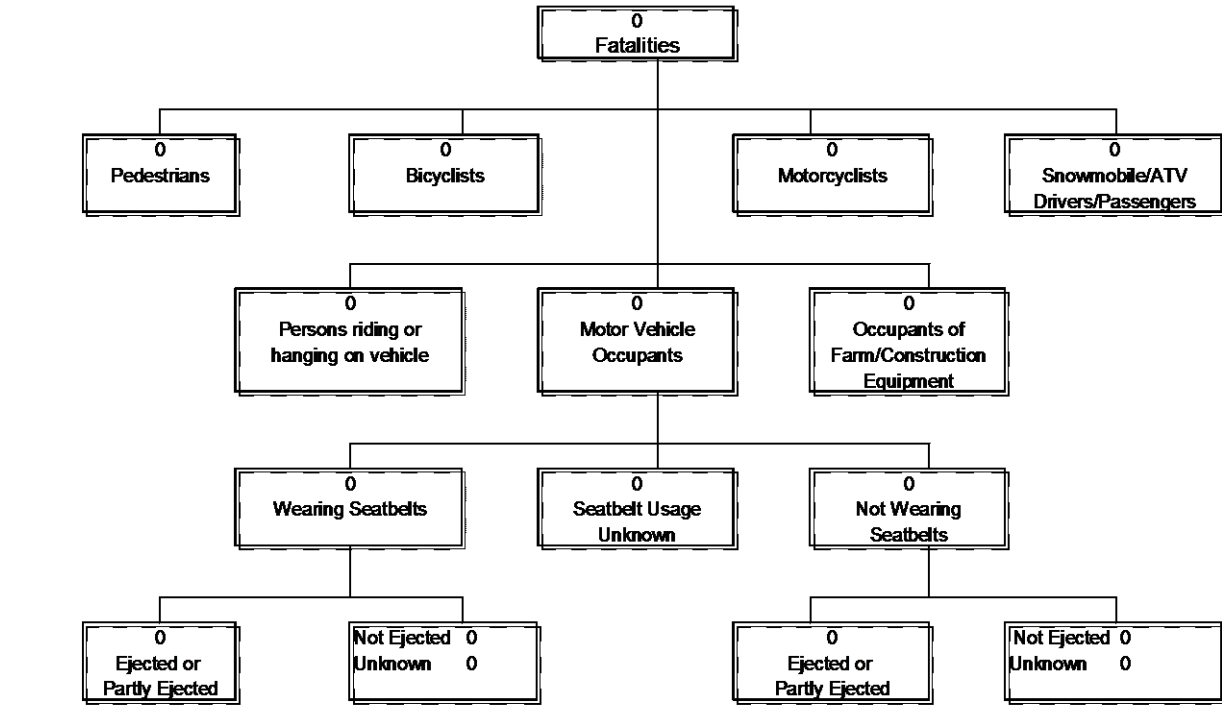 0
Fatalities
0
Pedestrians
0
Bicyclists
0
Motorcyclists
0
Snowmobile/ATV
Drivers/Passengers
0
Persons riding or
hanging on vehicle
0
Motor Vehicle
Occupants
0
Occupants of
Farm/Construction
Equipment
0
Wearing Seatbelts
0
Seatbelt Usage
Unknown
0
Not Wearing
Seatbelts
0
Ejected or
Partly Ejected
Not Ejected 0
Unknown 0
0
Ejected or
Partly Ejected
Not Ejected 0
Unknown 0